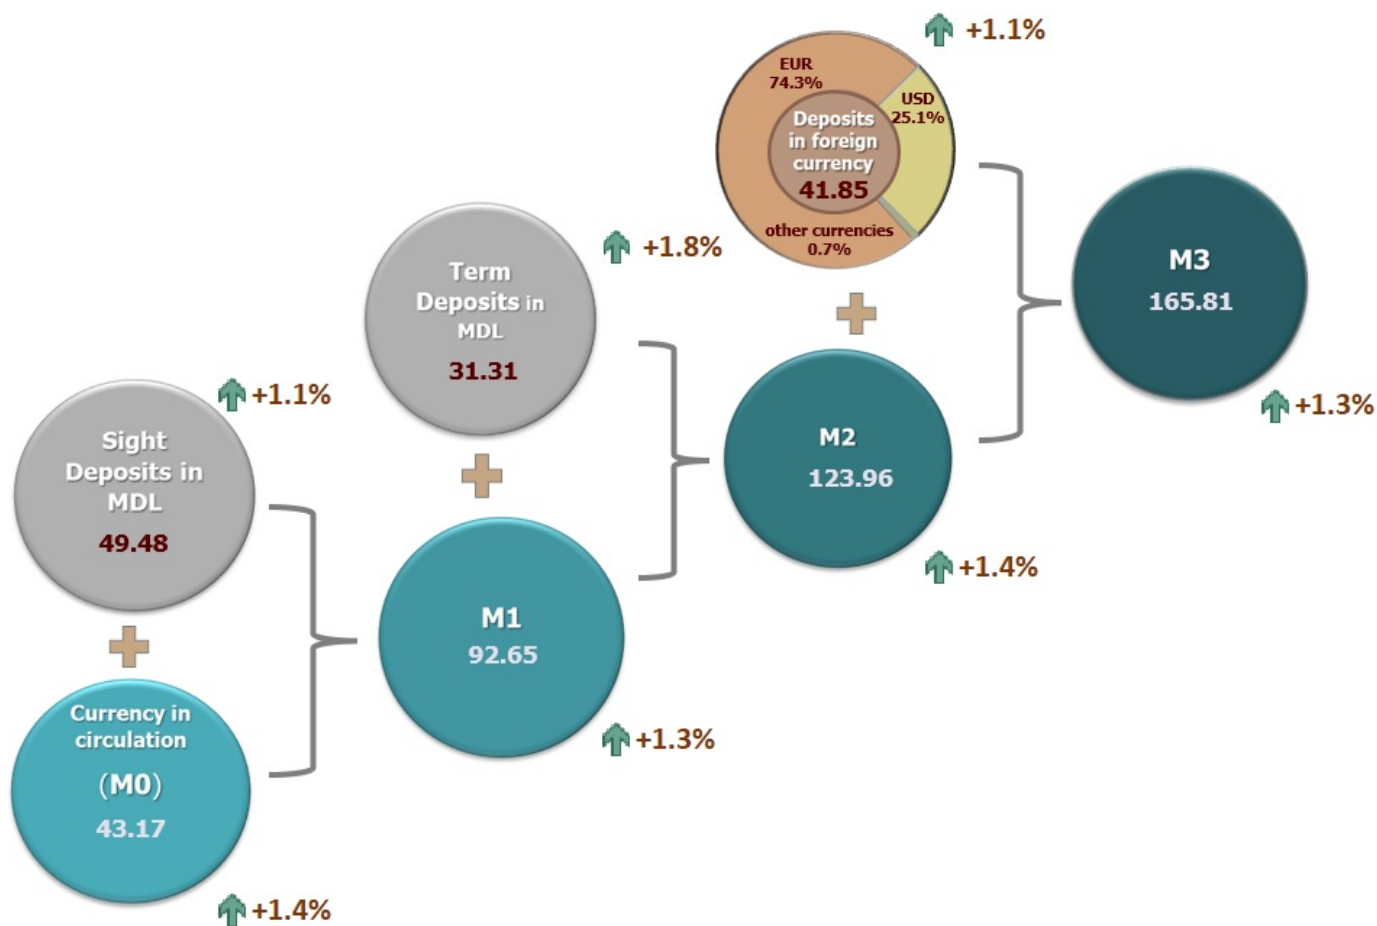 Sight
Deposits in
MDL
49.48
+1.1%
Currency in
circulation
(M0)
43.17
+1.4%
Term
Deposits in
MDL
31.31
+1.8%
M1
92.65
+1.3%
EUR
74.3%
USD
25.1%
Deposits
in foreign
currency
41.85
other currencies
0.7%
+1.1%
M2
123.96
+1.4%
M3
165.81
+1.3%